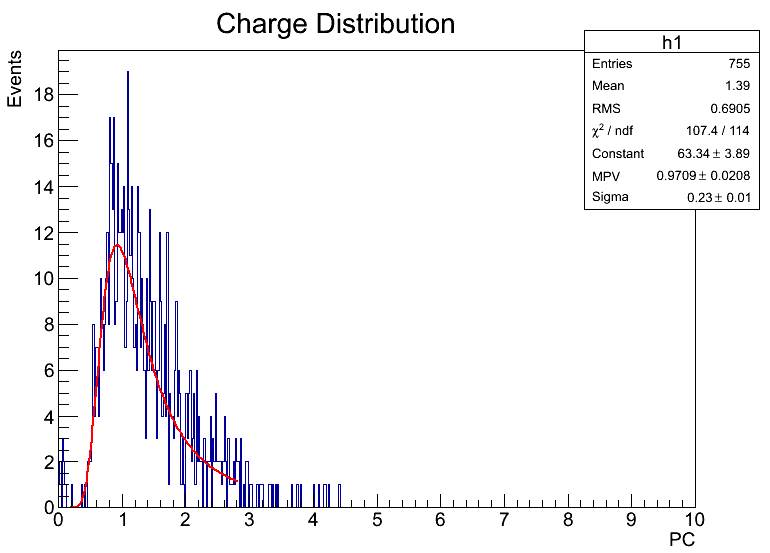 Charge Distribution
h1
Entries 755
Mean 1.39
RMS 0.6905
χ² / ndf 107.4 / 114
Constant 63.34 ± 3.89
MPV 0.9709 ± 0.0208
Sigma 0.23 ± 0.01
Events
18
16
14
12
10
8
6
4
2
0
0 1 2 3 4 5 6 7 8 9 10
PC